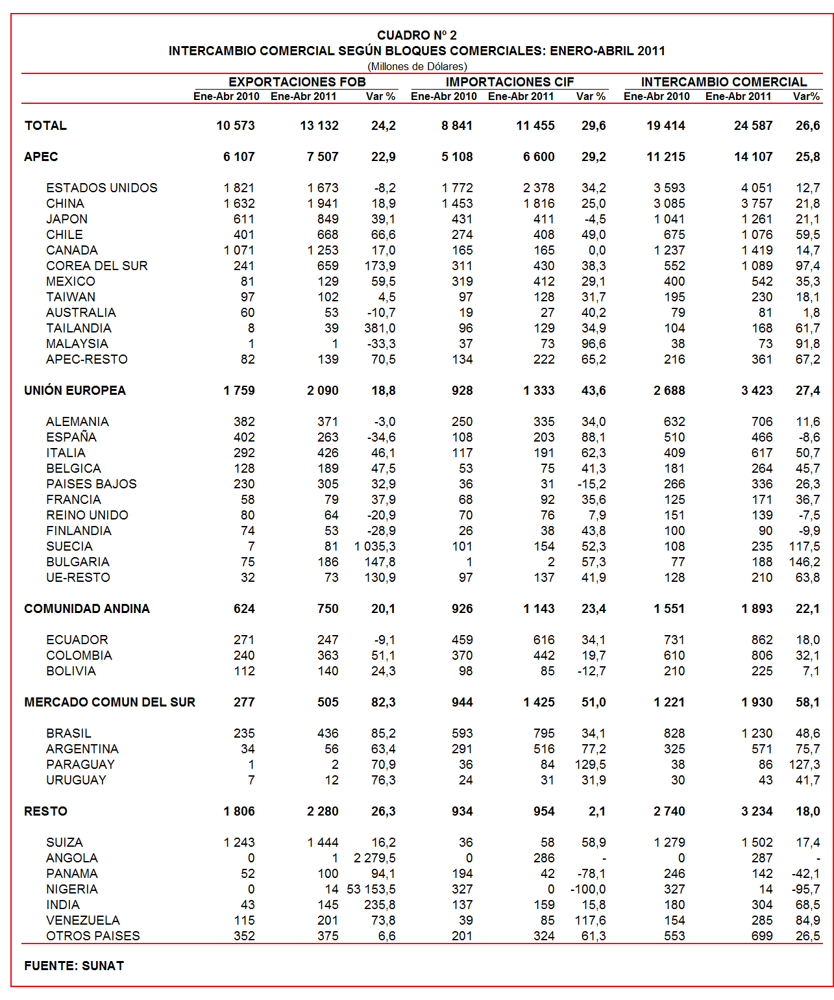 CUADRO Nº 2
INTERCAMBIO COMERCIAL SEGÚN BLOQUES COMERCIALES: ENERO-ABRIL 2011
(Millones de Dólares)
EXPORTACIONES FOB IMPORTACIONES CIF INTERCAMBIO COMERCIAL
Ene-Abr 2010 Ene-Abr 2011 Var % Ene-Abr 2010 Ene-Abr 2011 Var % Ene-Abr 2010 Ene-Abr 2011 Var%
TOTAL 10 573 13 132 24,2 8 841 11 455 29,6 19 414 24 587 26,6
APEC 6 107 7 507 22,9 5 108 6 600 29,2 11 215 14 107 25,8
ESTADOS UNIDOS 1 821 1 673 -8,2 1 772 2 378 34,2 3 593 4 051 12,7
CHINA 1 632 1 941 18,9 1 453 1 816 25,0 3 085 3 757 21,8
JAPON 611 849 39,1 431 411 -4,5 1 041 1 261 21,1
CHILE 401 668 66,6 274 408 49,0 675 1 076 59,5
CANADA 1 071 1 253 17,0 165 165 0,0 1 237 1 419 14,7
COREA DEL SUR 241 659 173,9 311 430 38,3 552 1 089 97,4
MEXICO 81 129 59,5 319 412 29,1 400 542 35,3
TAIWAN 97 102 4,5 97 128 31,7 195 230 18,1
AUSTRALIA 60 53 -10,7 19 27 40,2 79 81 1,8
TAILANDIA 8 39 381,0 96 129 34,9 104 168 61,7
MALAYSIA 1 1 -33,3 37 73 96,6 38 73 91,8
APEC-RESTO 82 139 70,5 134 222 65,2 216 361 67,2
UNIÓN EUROPEA 1 759 2 090 18,8 928 1 333 43,6 2 688 3 423 27,4
ALEMANIA 382 371 -3,0 250 335 34,0 632 706 11,6
ESPAÑA 402 263 -34,6 108 203 88,1 510 466 -8,6
ITALIA 292 426 46,1 117 191 62,3 409 617 50,7
BELGICA 128 189 47,5 53 75 41,3 181 264 45,7
PAISES BAJOS 230 305 32,9 36 31 -15,2 266 336 26,3
FRANCIA 58 79 37,9 68 92 35,6 125 171 36,7
REINO UNIDO 80 64 -20,9 70 76 7,9 151 139 -7,5
FINLANDIA 74 53 -28,9 26 38 43,8 100 90 -9,9
SUECIA 7 81 1 035,3 101 154 52,3 108 235 117,5
BULGARIA 75 186 147,8 1 2 57,3 77 188 146,2
UE-RESTO 32 73 130,9 97 137 41,9 128 210 63,8
COMUNIDAD ANDINA 624 750 20,1 926 1 143 23,4 1 551 1 893 22,1
ECUADOR 271 247 -9,1 459 616 34,1 731 862 18,0
COLOMBIA 240 363 51,1 370 442 19,7 610 806 32,1
BOLIVIA 112 140 24,3 98 85 -12,7 210 225 7,1
MERCADO COMUN DEL SUR 277 505 82,3 944 1 425 51,0 1 221 1 930 58,1
BRASIL 235 436 85,2 593 795 34,1 828 1 230 48,6
ARGENTINA 34 56 63,4 291 516 77,2 325 571 75,7
PARAGUAY 1 2 70,9 36 84 129,5 38 86 127,3
URUGUAY 7 12 76,3 24 31 31,9 30 43 41,7
RESTO 1 806 2 280 26,3 934 954 2,1 2 740 3 234 18,0
SUIZA 1 243 1 444 16,2 36 58 58,9 1 279 1 502 17,4
ANGOLA 0 1 2 279,5 0 286 - 0 287 -
PANAMA 52 100 94,1 194 42 -78,1 246 142 -42,1
NIGERIA 0 14 53 153,5 327 0 -100,0 327 14 -95,7
INDIA 43 145 235,8 137 159 15,8 180 304 68,5
VENEZUELA 115 201 73,8 39 85 117,6 154 285 84,9
OTROS PAISES 352 375 6,6 201 324 61,3 553 699 26,5
FUENTE: SUNAT